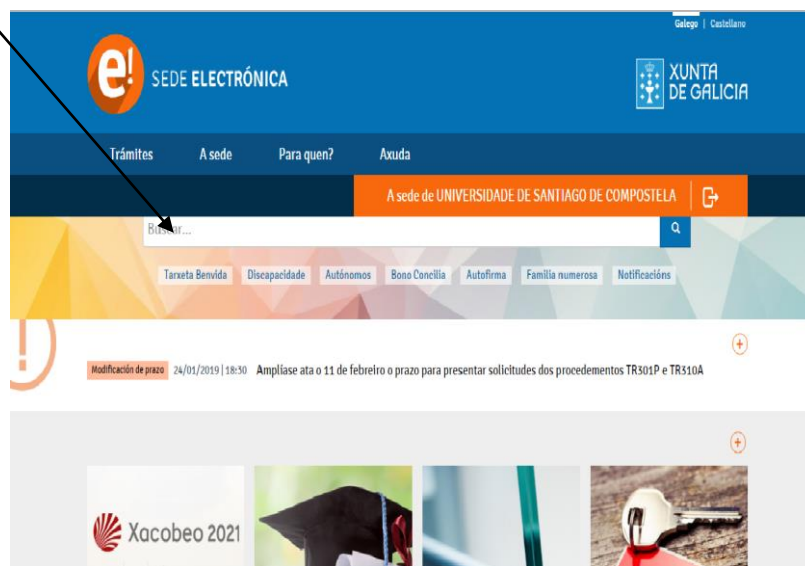 Galego | Castellano
e! SEDE ELECTRÓNICA
XUNTA
DE GALICIA
Trámites A sede Para quen? Axuda
A sede de UNIVERSIDADE DE SANTIAGO DE COMPOSTELA
Buscar...
Tarxeta Benvida Discapacidade Autónomos Bono Concilia Autofirma Familia numerosa Notificacións
Modificación de prazo 24/01/2019 | 18:30 Ampliase ata o 11 de febreiro o prazo para presentar solicitudes dos procedementos TR301P e TR310A
Xacobeo 2021